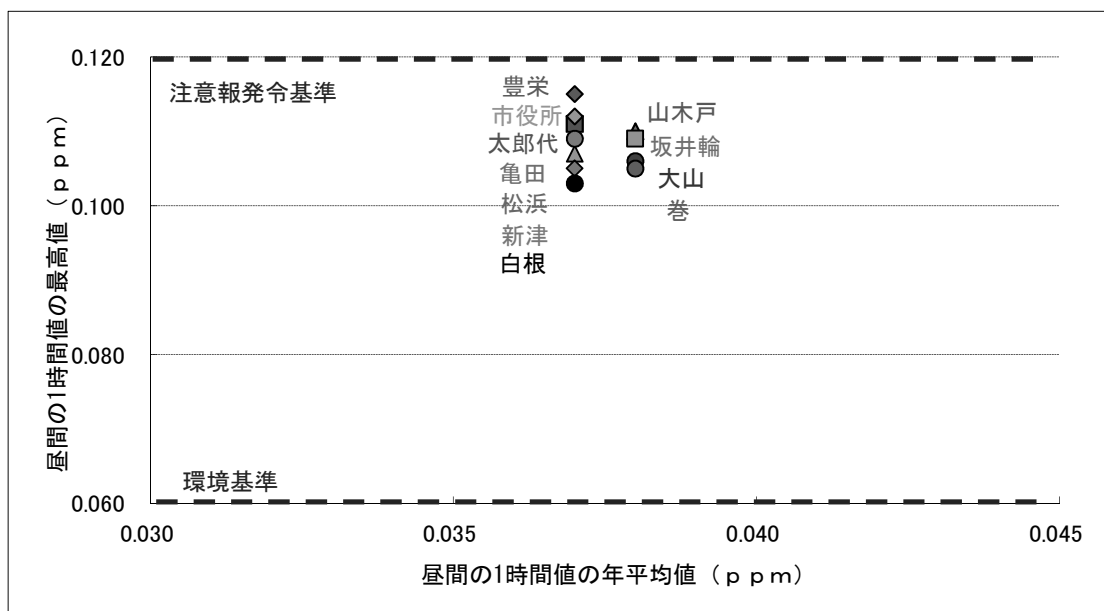 0.120
注意報発令基準
豊栄
市役所
太郎代
亀田
松浜
新津
白根
山木戸
坂井輪
大山
巻
0.100
0.080
環境基準
0.060
0.030
0.035
0.040
0.045
昼間の1時間値の最高値（ｐｐｍ）
昼間の1時間値の年平均値（ｐｐｍ）